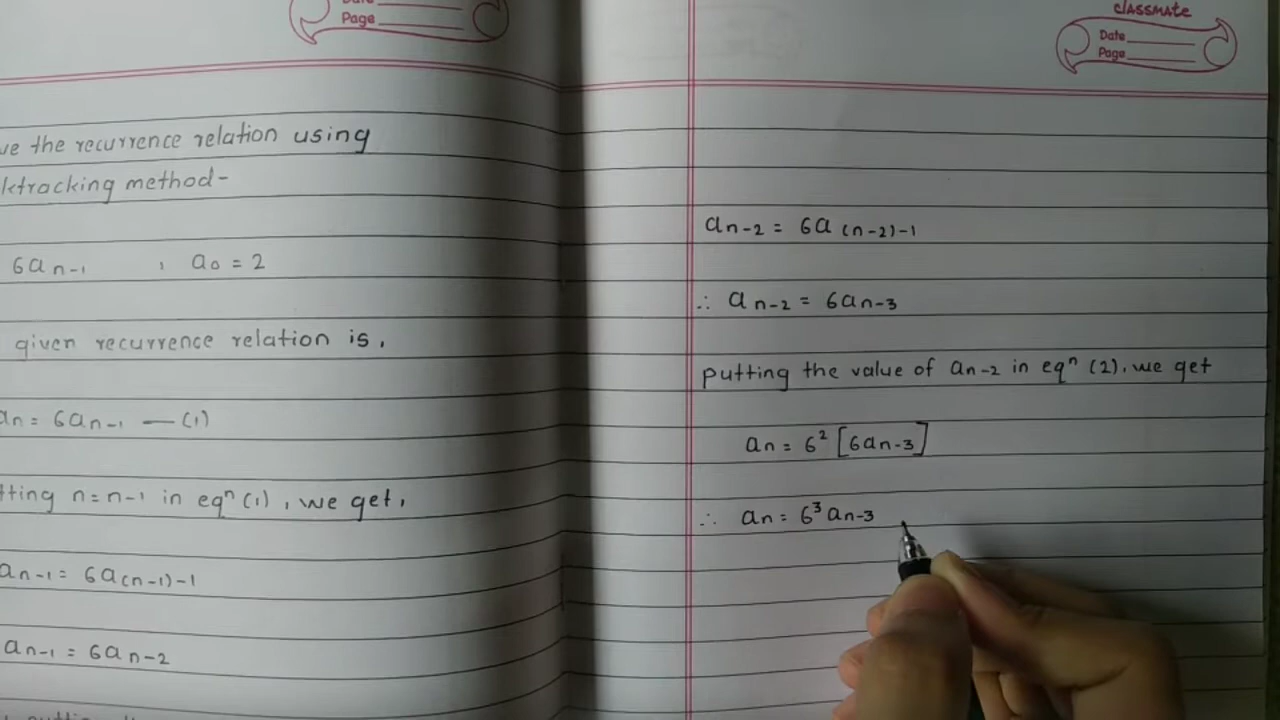 Page
ve the recurrence relation using
ktracking method-
6an-1 , a0 = 2
given recurrence relation is,
an = 6an-1 — (1)
tting n=n-1 in eqⁿ (1), we get,
an-1 = 6a(n-1)-1
an-1 = 6an-2
classmate
Date
Page
an-2 = 6a(n-2)-1
∴ an-2 = 6an-3
putting the value of an-2 in eqⁿ (2), we get
an = 6² [6an-3]
∴ an = 6³ an-3